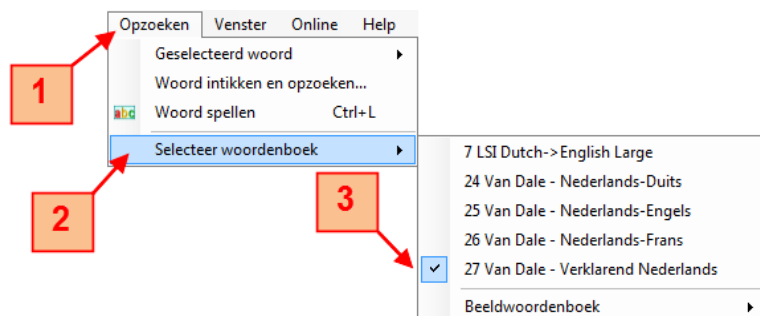 Opzoeken Venster Online Help
1
Geselecteerd woord
Woord intikken en opzoeken...
abc Woord spellen Ctrl+L
Selecteer woordenboek
2
3
7 LSI Dutch->English Large
24 Van Dale - Nederlands-Duits
25 Van Dale - Nederlands-Engels
26 Van Dale - Nederlands-Frans
27 Van Dale - Verklarend Nederlands
Beeldwoordenboek